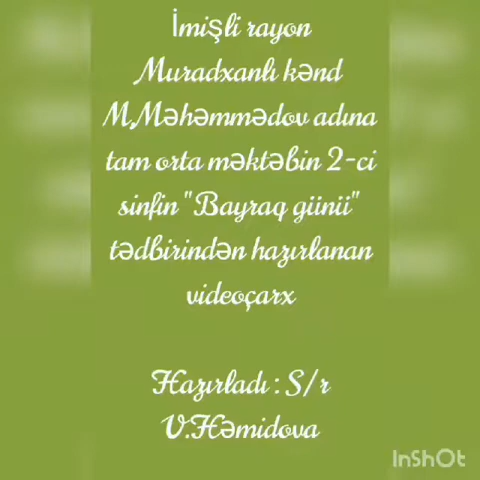 İmişli rayon
Muradxanlı kənd
M,Məhəmmədov adına
tam orta məktəbin 2-ci
sinfin "Bayraq günü"
tədbirindən hazırlanan
videoçarx
Hazırladı : S/r
V.Həmidova
InShOt